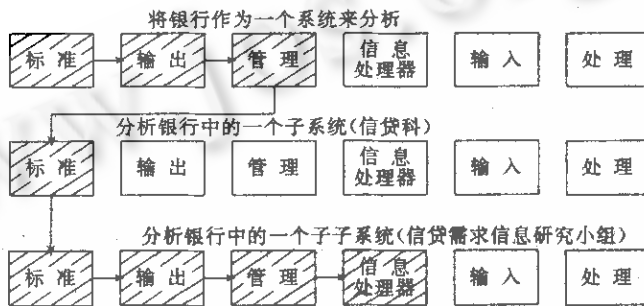 将银行作为一个系统来分析
标准 输出 管理 信息处理器 输入 处理
分析银行中的一个子系统(信贷科)
标准 输出 管理 信息处理器 输入 处理
分析银行中的一个子子系统(信贷需求信息研究小组)
标准 输出 管理 信息处理器 输入 处理